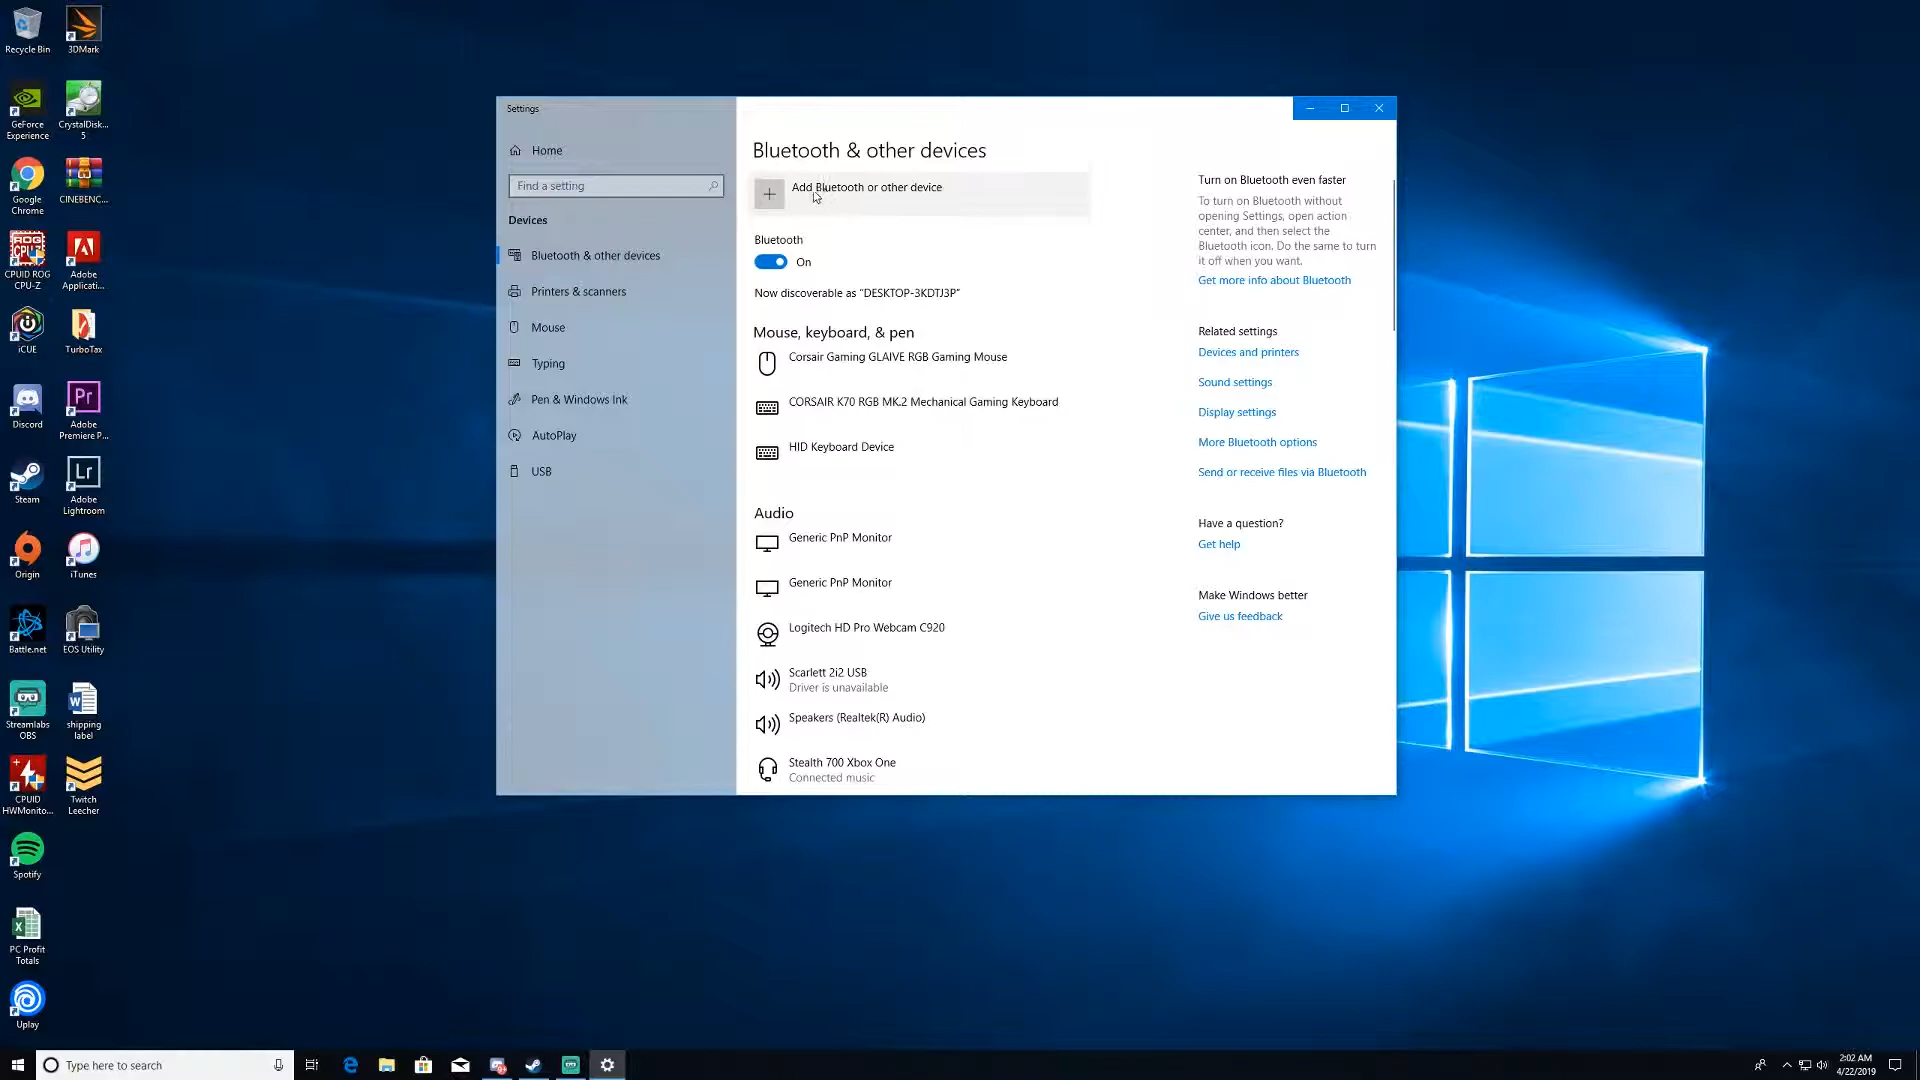 Recycle Bin
3DMark
GeForce
Experience
CrystalDisk...
5
Google
Chrome
CINEBENC...
CPUID ROG
CPU-Z
Adobe
Applicati...
iCUE
TurboTax
Discord
Pr
Adobe
Premiere P...
Steam
Lr
Adobe
Lightroom
Origin
iTunes
Battle.net
EOS Utility
Streamlabs
OBS
shipping
label
CPUID
HWMonito...
Twitch
Leecher
Spotify
PC Profit
Totals
Uplay
Settings
Home
Find a setting
Devices
Bluetooth & other devices
Printers & scanners
Mouse
Typing
Pen & Windows Ink
AutoPlay
USB
Bluetooth & other devices
Add Bluetooth or other device
Bluetooth
On
Now discoverable as "DESKTOP-3KDTJ3P"
Mouse, keyboard, & pen
Corsair Gaming GLAIVE RGB Gaming Mouse
CORSAIR K70 RGB MK.2 Mechanical Gaming Keyboard
HID Keyboard Device
Audio
Generic PnP Monitor
Generic PnP Monitor
Logitech HD Pro Webcam C920
Scarlett 2i2 USB
Driver is unavailable
Speakers (Realtek(R) Audio)
Stealth 700 Xbox One
Connected music
Turn on Bluetooth even faster
To turn on Bluetooth without
opening Settings, open action
center, and then select the
Bluetooth icon. Do the same to turn
it off when you want.
Get more info about Bluetooth
Related settings
Devices and printers
Sound settings
Display settings
More Bluetooth options
Send or receive files via Bluetooth
Have a question?
Get help
Make Windows better
Give us feedback
Type here to search
2:02 AM
4/22/2019